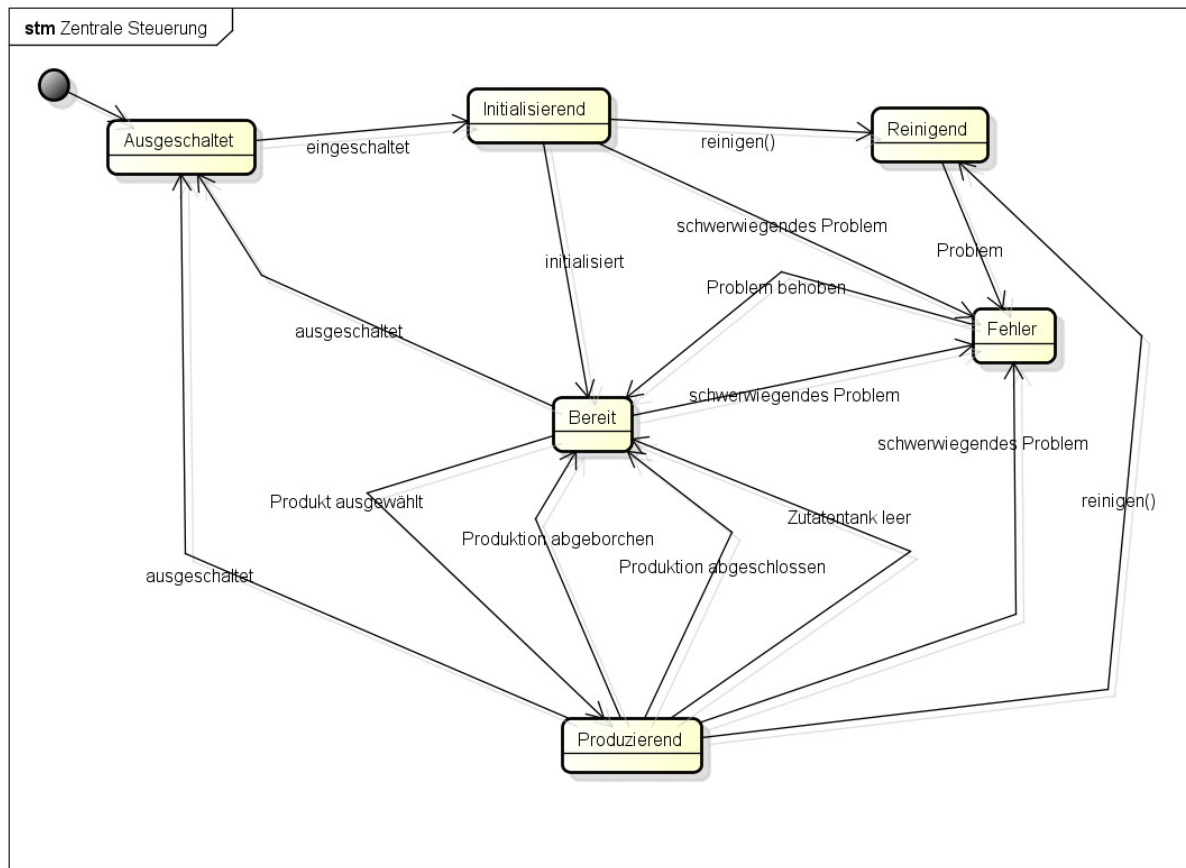 stm Zentrale Steuerung
Initialisierend
Ausgeschaltet
Reinigend
eingeschaltet
reinigen()
schwerwiegendes Problem
Problem
initialisiert
Problem behoben
Fehler
ausgeschaltet
schwerwiegendes Problem
Bereit
schwerwiegendes Problem
Produkt ausgewählt
reinigen()
Zutatentank leer
Produktion abgeborchen
Produktion abgeschlossen
ausgeschaltet
Produzierend